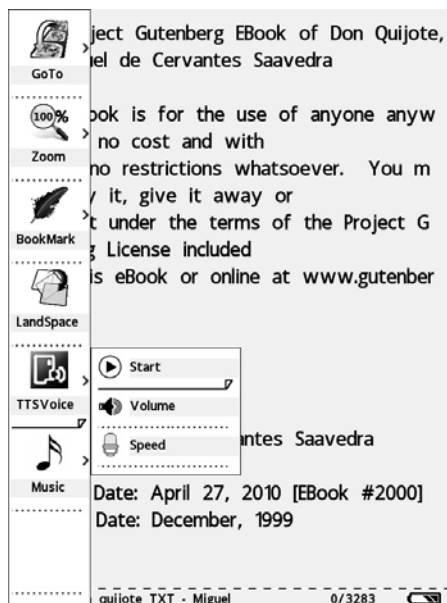 ject Gutenberg EBook of Don Quijote,
GoTo
el de Cervantes Saavedra
100%
Zoom
ook is for the use of anyone anyw
no cost and with
no restrictions whatsoever. You m
it, give it away or
BookMark
t under the terms of the Project G
License included
is eBook or online at www.gutenber
LandSpace
TTSVoice
Start
Volume
Speed
antes Saavedra
Music
Date: April 27, 2010 [EBook #2000]
Date: December, 1999
quijote TXT - Miguel 0/3283